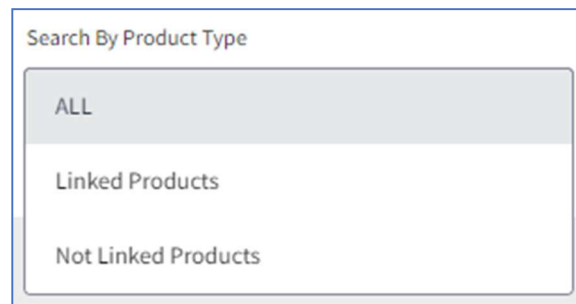 Search By Product Type
ALL
Linked Products
Not Linked Products